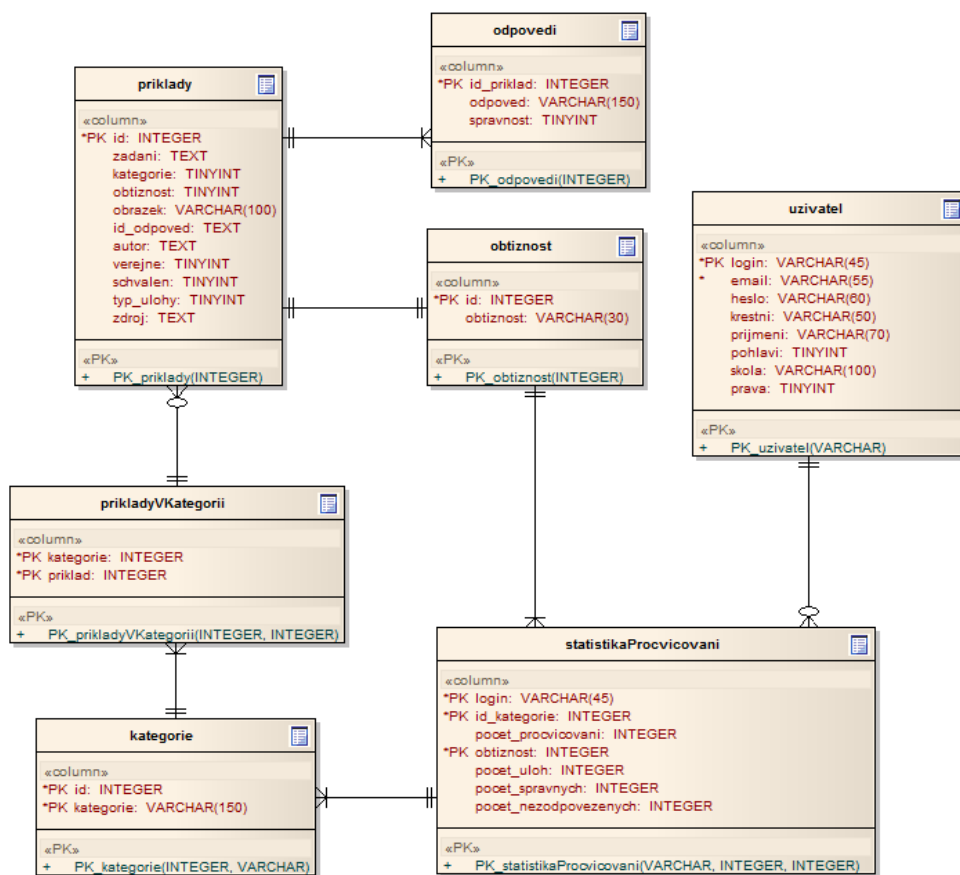 odpovedi
«column»
*PK id_priklad: INTEGER
odpoved: VARCHAR(150)
spravnost: TINYINT
«PK»
+ PK_odpovedi(INTEGER)
priklady
«column»
*PK id: INTEGER
zadani: TEXT
kategorie: TINYINT
obtiznost: TINYINT
obrazek: VARCHAR(100)
id_odpoved: TEXT
autor: TEXT
verejne: TINYINT
schvalen: TINYINT
typ_ulohy: TINYINT
zdroj: TEXT
«PK»
+ PK_priklady(INTEGER)
obtiznost
«column»
*PK id: INTEGER
obtiznost: VARCHAR(30)
«PK»
+ PK_obtiznost(INTEGER)
uzivatel
«column»
*PK login: VARCHAR(45)
* email: VARCHAR(55)
heslo: VARCHAR(60)
krestni: VARCHAR(50)
prijmeni: VARCHAR(70)
pohlavi: TINYINT
skola: VARCHAR(100)
prava: TINYINT
«PK»
+ PK_uzivatel(VARCHAR)
prikladyVKategorii
«column»
*PK kategorie: INTEGER
*PK priklad: INTEGER
«PK»
+ PK_prikladyVKategorii(INTEGER, INTEGER)
statistikaProcvicovani
«column»
*PK login: VARCHAR(45)
*PK id_kategorie: INTEGER
pocet_procvicovani: INTEGER
*PK obtiznost: INTEGER
pocet_uloh: INTEGER
pocet_spravnych: INTEGER
pocet_nezodpovezenych: INTEGER
«PK»
+ PK_statistikaProcvicovani(VARCHAR, INTEGER, INTEGER)
kategorie
«column»
*PK id: INTEGER
*PK kategorie: VARCHAR(150)
«PK»
+ PK_kategorie(INTEGER, VARCHAR)